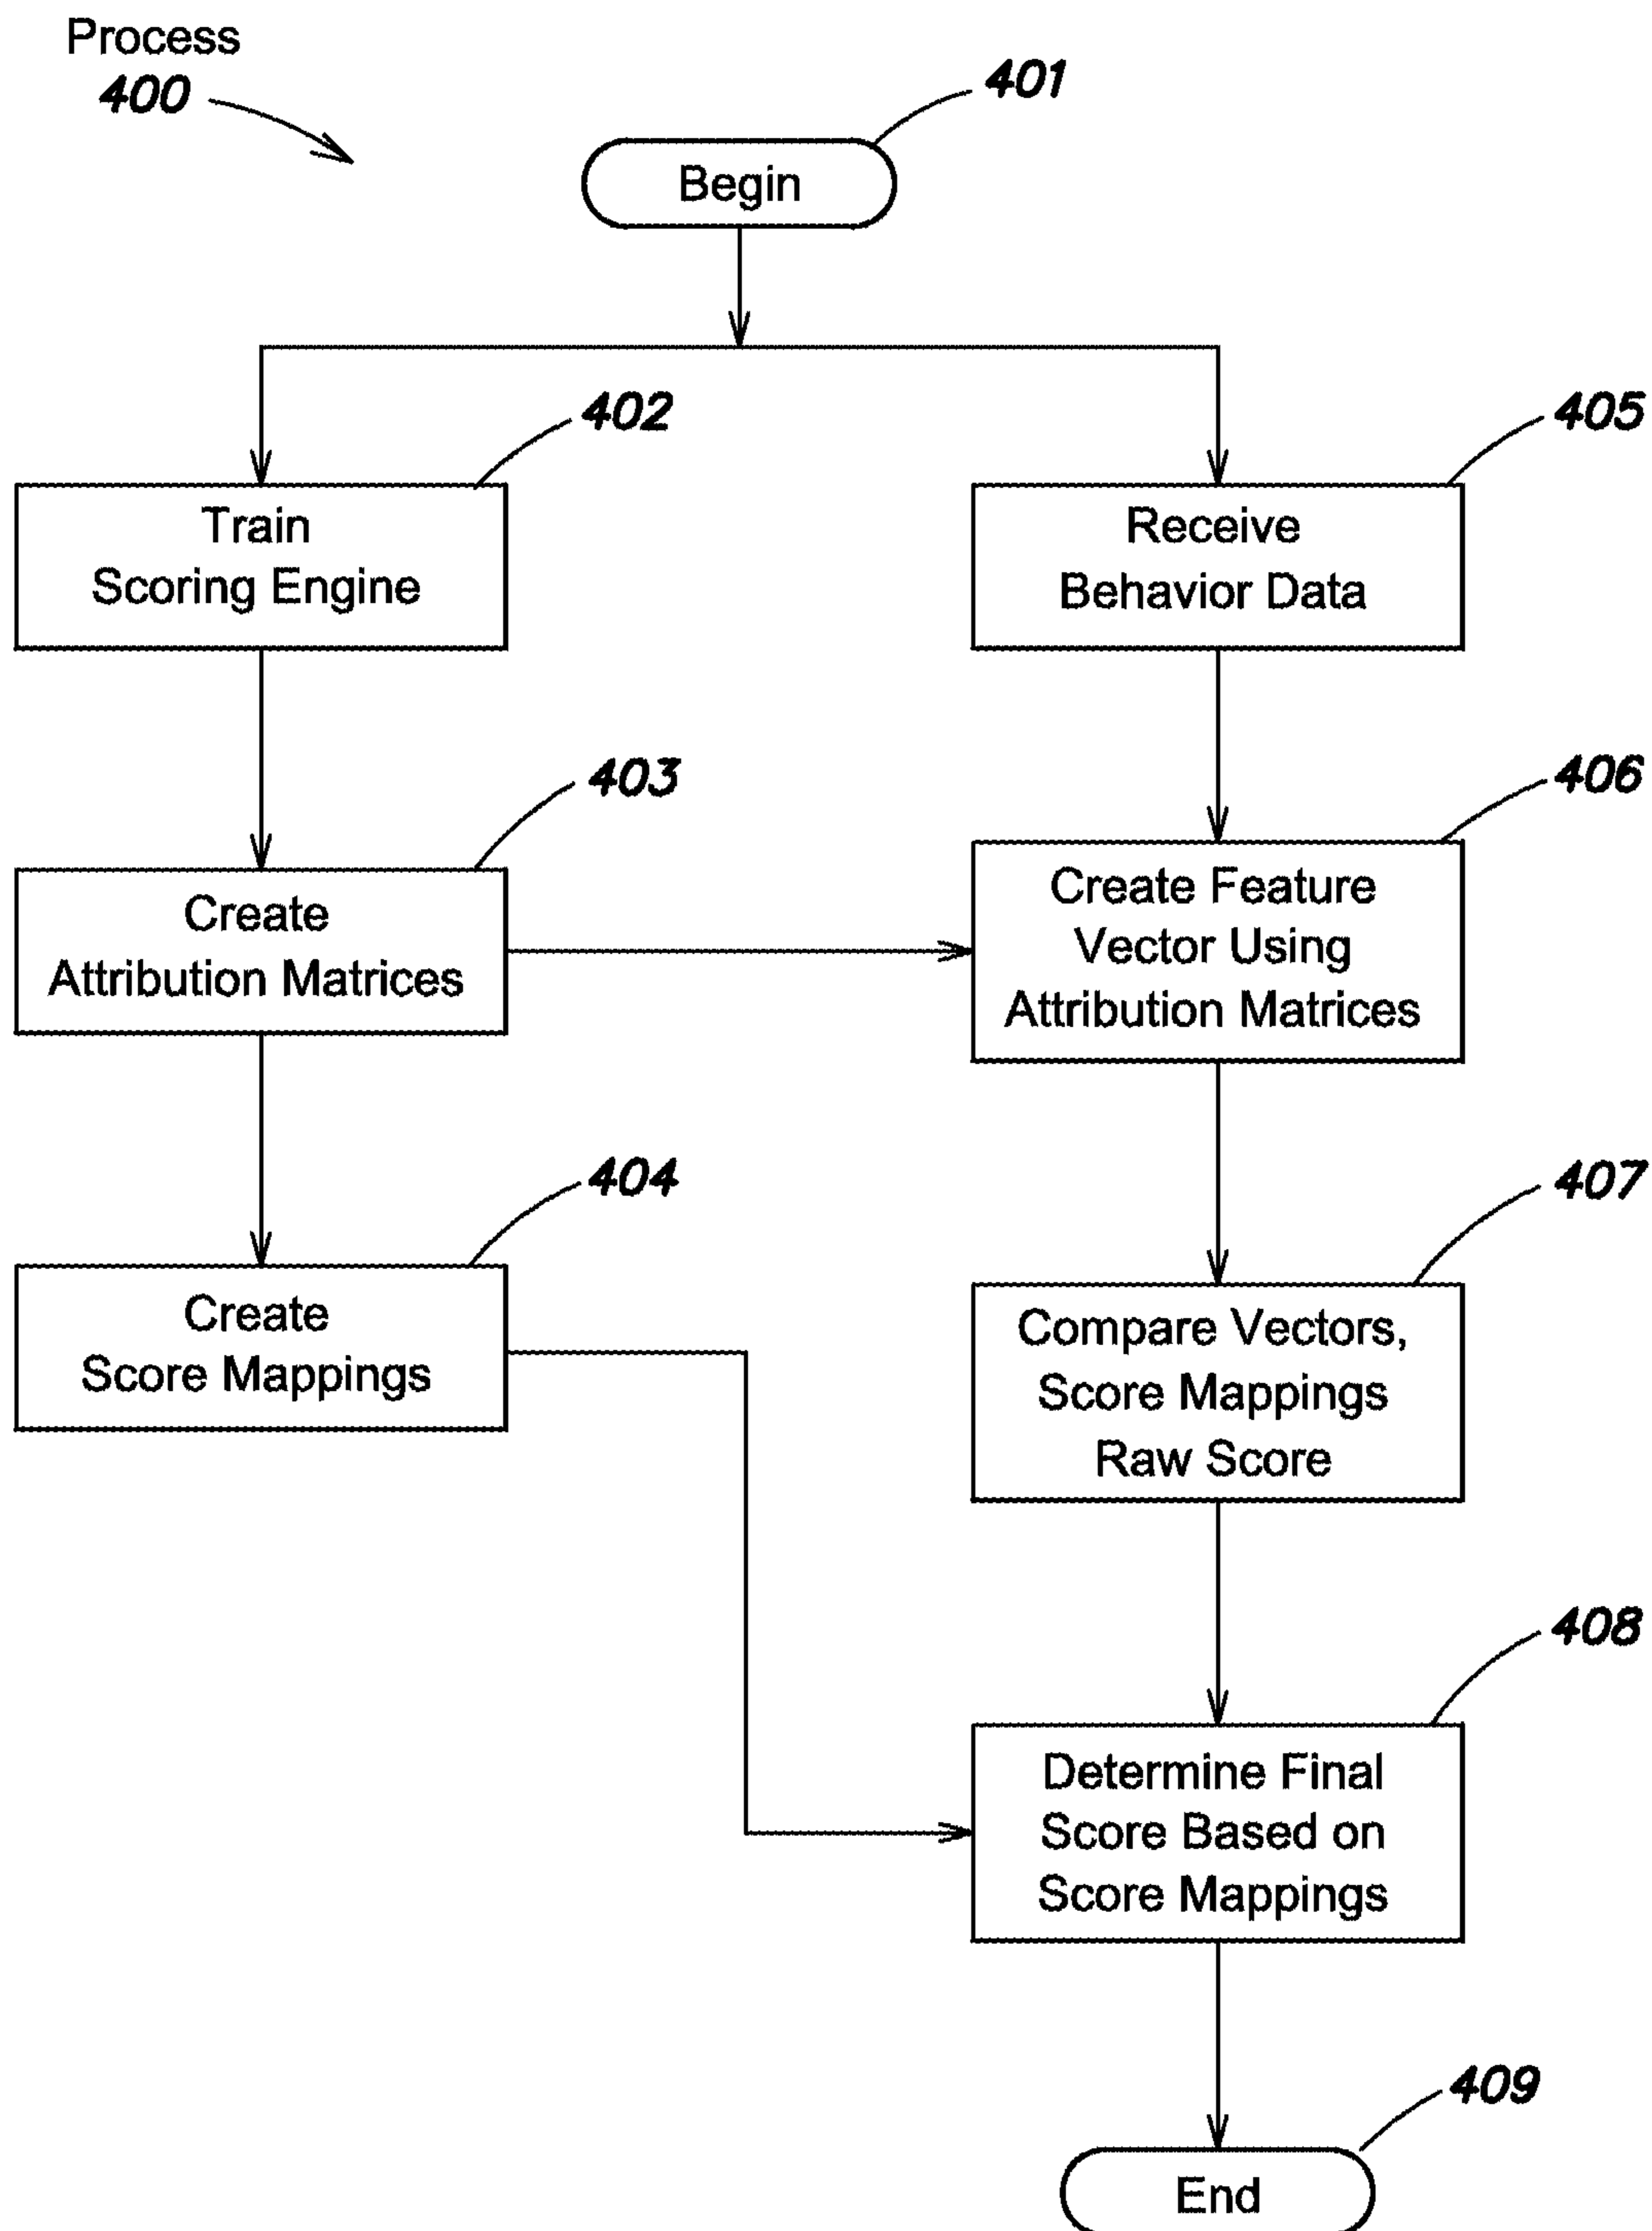 Process
400
401
Begin
402
Train
Scoring Engine
405
Receive
Behavior Data
403
Create
Attribution Matrices
406
Create Feature
Vector Using
Attribution Matrices
404
Create
Score Mappings
407
Compare Vectors,
Score Mappings
Raw Score
408
Determine Final
Score Based on
Score Mappings
409
End